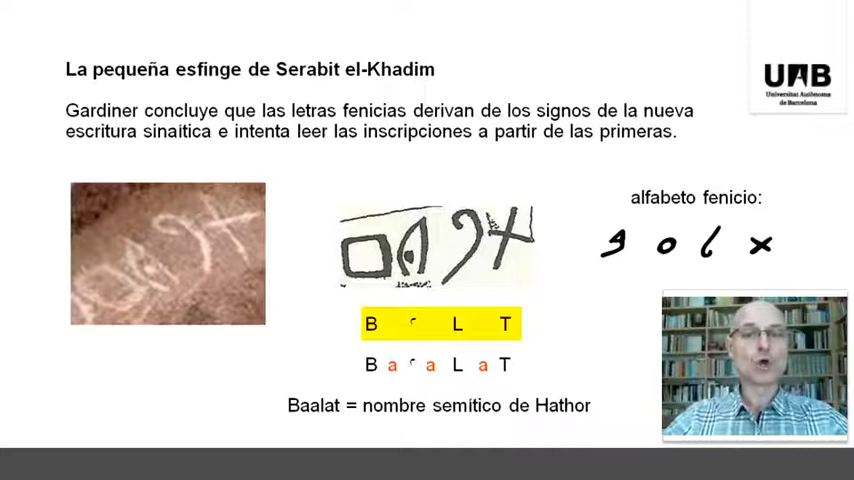 La pequeña esfinge de Serabit el-Khadim
Gardiner concluye que las letras fenicias derivan de los signos de la nueva
escritura sinaítica e intenta leer las inscripciones a partir de las primeras.
UAB
Universitat Autònoma
de Barcelona
alfabeto fenicio:
𐤁 𐤏 𐤋 𐤕
B ʿ L T
B a ʿ a L a T
Baalat = nombre semítico de Hathor